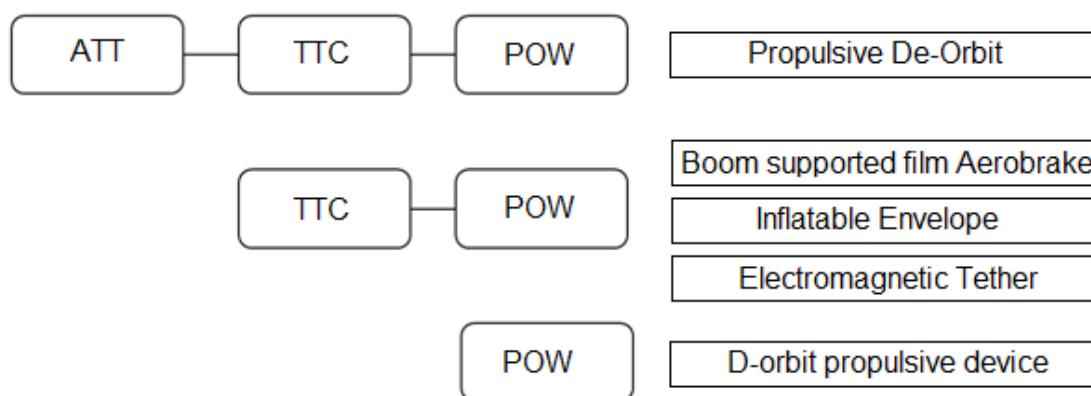 ATT TTC POW Propulsive De-Orbit
Boom supported film Aerobrake
TTC POW Inflatable Envelope
Electromagnetic Tether
POW D-orbit propulsive device